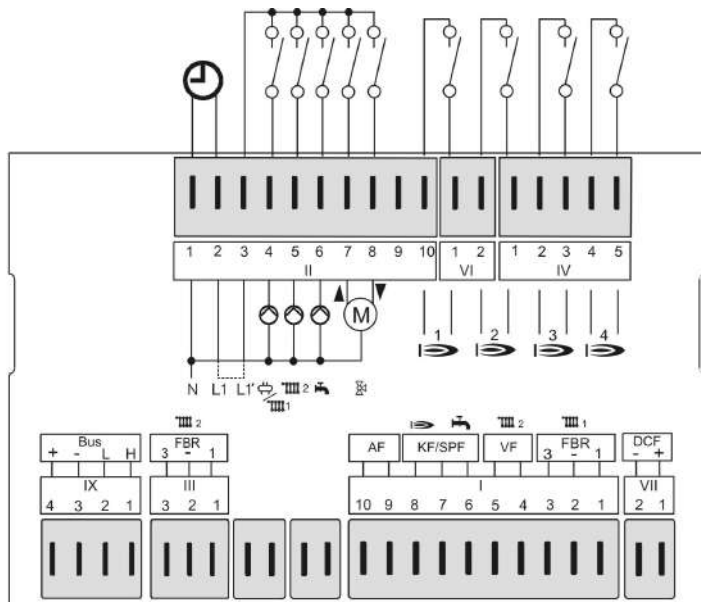 1 2 3 4 5 6 7 8 9 10 1 2 1 2 3 4 5
II VI IV
M 1 2 3 4
N L1 L1' 2
1
2 2 1
Bus FBR AF KF/SPF VF FBR DCF
+ - L H 3 - 1 3 - 1 - +
IX III I VII
4 3 2 1 3 2 1 10 9 8 7 6 5 4 3 2 1 2 1